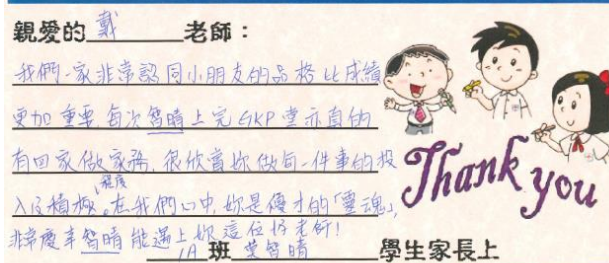 親愛的 戴 老師：
我們一家非常認同小朋友的品格比成績
更加重要,每次智晴上完GKP堂亦真的
有回家做家務,很欣賞妳做每一件事的投
入及積極程度。在我們心中,妳是優才的「靈魂」,
非常慶幸智晴能遇上妳這位好老師!
1A 班 智晴 學生家長上
Thank you